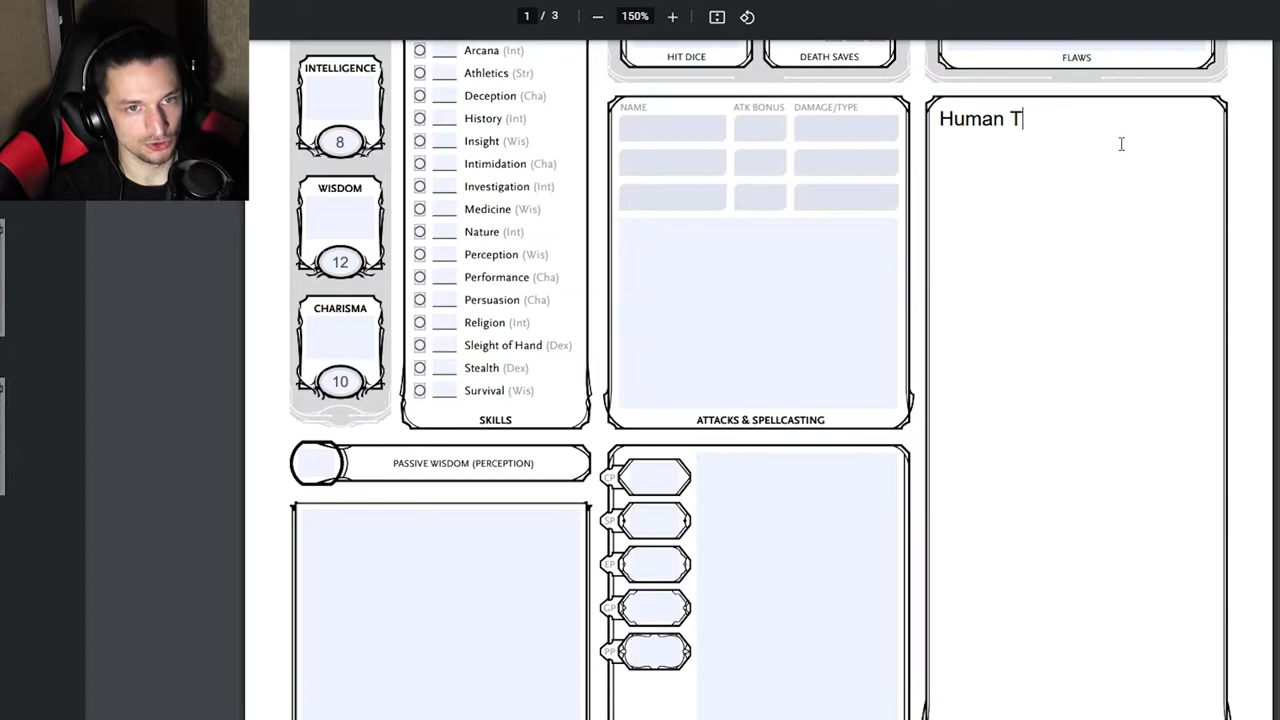 1 / 3
150%
INTELLIGENCE
8
WISDOM
12
CHARISMA
10
Arcana (Int)
Athletics (Str)
Deception (Cha)
History (Int)
Insight (Wis)
Intimidation (Cha)
Investigation (Int)
Medicine (Wis)
Nature (Int)
Perception (Wis)
Performance (Cha)
Persuasion (Cha)
Religion (Int)
Sleight of Hand (Dex)
Stealth (Dex)
Survival (Wis)
SKILLS
PASSIVE WISDOM (PERCEPTION)
HIT DICE
DEATH SAVES
NAME ATK BONUS DAMAGE/TYPE
ATTACKS & SPELLCASTING
CP
SP
EP
GP
PP
FLAWS
Human T